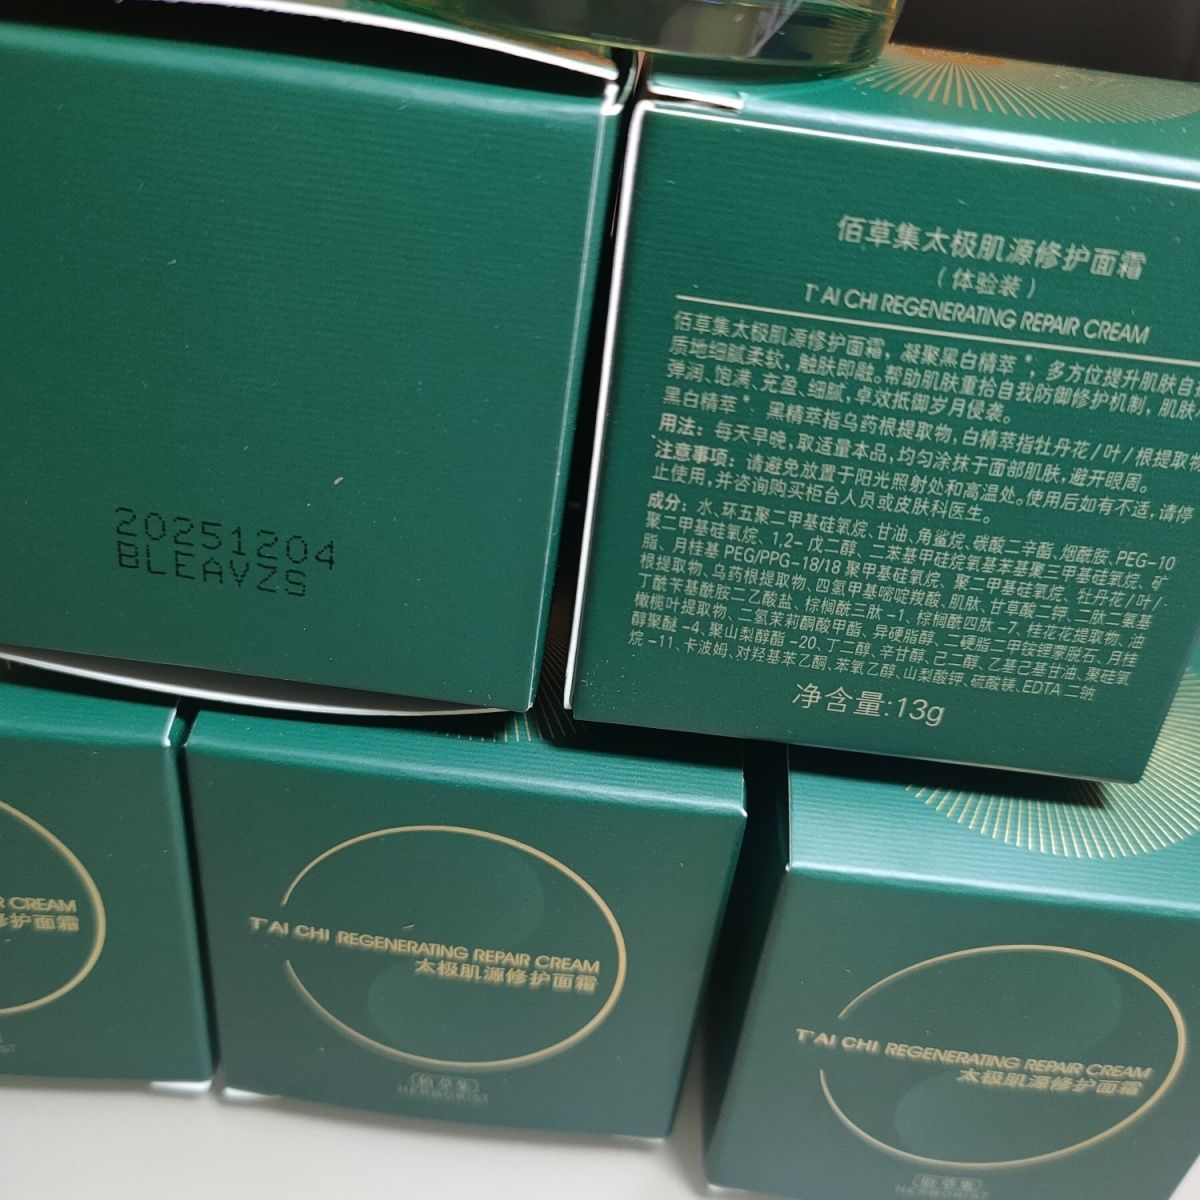 20251204
BLEAVZS
佰草集太极肌源修护面霜
（体验装）
T'AI CHI REGENERATING REPAIR CREAM
佰草集太极肌源修护面霜，凝聚黑白精萃*，多方位提升肌肤自
质地细腻柔软，触肤即融。帮助肌肤重拾自我防御修护机制，肌肤
弹润、饱满、充盈、细腻，卓效抵御岁月侵袭。
黑白精萃*：黑精萃指乌药根提取物，白精萃指牡丹花/叶/根提取物
用法：每天早晚，取适量本品，均匀涂抹于面部肌肤，避开眼周。
注意事项：请避免放置于阳光照射处和高温处。使用后如有不适，请停
止使用，并咨询购买柜台人员或皮肤科医生。
成分：水、环五聚二甲基硅氧烷、甘油、角鲨烷、碳酸二辛酯、烟酰胺、PEG-10
聚二甲基硅氧烷、1,2-戊二醇、二苯基甲硅烷氧基苯基聚三甲基硅氧烷、矿
脂、月桂基 PEG/PPG-18/18 聚甲基硅氧烷、聚二甲基硅氧烷、牡丹花/叶/
根提取物、乌药根提取物、四氢甲基嘧啶羧酸、肌肽、甘草酸二钾、二肽二氨基
丁酰苄基酰胺二乙酸盐、棕榈酰三肽-1、棕榈酰四肽-7、桂花花提取物、油
橄榄叶提取物、二氢茉莉酮酸甲酯、异硬脂醇、二硬脂二甲铵锂蒙脱石、月桂
醇聚醚-4、聚山梨醇酯-20、丁二醇、辛甘醇、己二醇、乙基己基甘油、聚硅氧
烷-11、卡波姆、对羟基苯乙酮、苯氧乙醇、山梨酸钾、硫酸镁、EDTA 二钠
净含量:13g
R CREAM
修护面霜
T'AI CHI REGENERATING REPAIR CREAM
太极肌源修护面霜
佰草集
HERBORIST
T'AI CHI REGENERATING REPAIR CREAM
太极肌源修护面霜
佰草集
HERBORIST